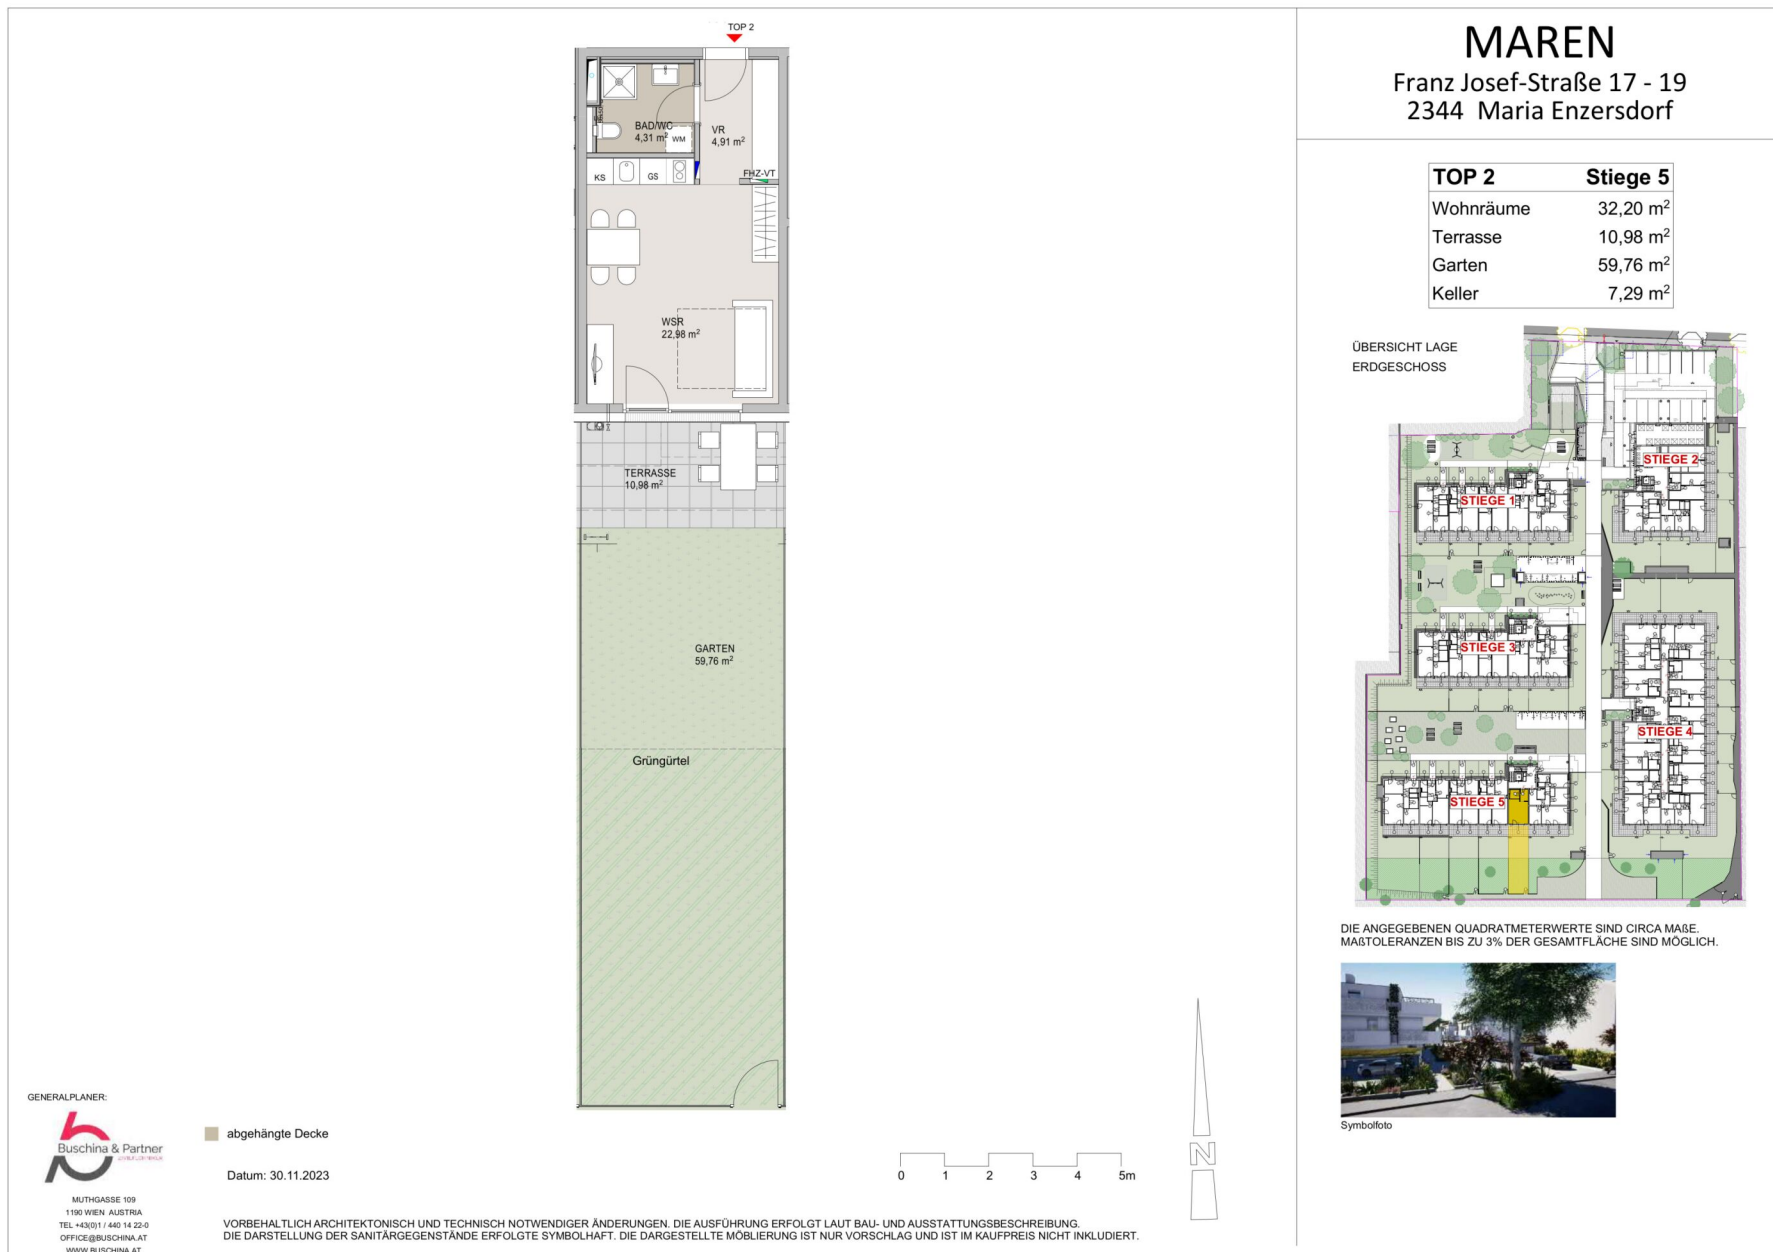 TOP 2
BAD/WC
4,31 m²
WM
VR
4,91 m²
KS
GS
FHZ-VT
WSR
22,98 m²
TERRASSE
10,98 m²
GARTEN
59,76 m²
Grüngürtel
GENERALPLANER:
Buschina & Partner
MUTHGASSE 109
1190 WIEN AUSTRIA
TEL +43(0)1 / 440 14 22-0
OFFICE@BUSCHINA.AT
WWW.BUSCHINA.AT
abgehängte Decke
Datum: 30.11.2023
0 1 2 3 4 5m
N
VORBEHALTLICH ARCHITEKTONISCH UND TECHNISCH NOTWENDIGER ÄNDERUNGEN. DIE AUSFÜHRUNG ERFOLGT LAUT BAU- UND AUSSTATTUNGSBESCHREIBUNG.
DIE DARSTELLUNG DER SANITÄRGEGENSTÄNDE ERFOLGTE SYMBOLHAFT. DIE DARGESTELLTE MÖBLIERUNG IST NUR VORSCHLAG UND IST IM KAUFPREIS NICHT INKLUDIERT.
MAREN
Franz Josef-Straße 17 - 19
2344 Maria Enzersdorf
TOP 2 Stiege 5
Wohnräume 32,20 m²
Terrasse 10,98 m²
Garten 59,76 m²
Keller 7,29 m²
ÜBERSICHT LAGE
ERDGESCHOSS
STIEGE 2
STIEGE 1
STIEGE 3
STIEGE 4
STIEGE 5
DIE ANGEGEBENEN QUADRATMETERWERTE SIND CIRCA MAßE.
MAßTOLERANZEN BIS ZU 3% DER GESAMTFLÄCHE SIND MÖGLICH.
Symbolfoto